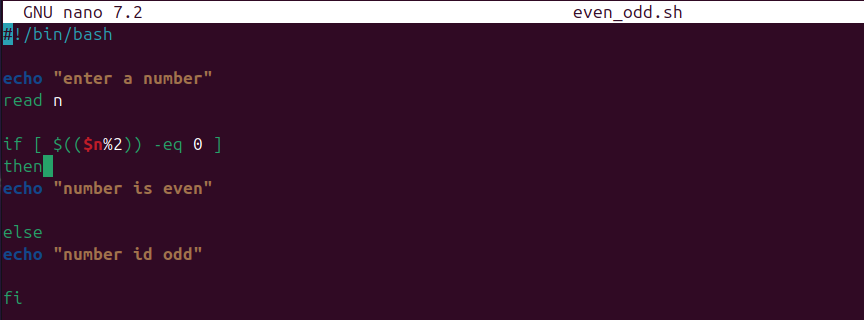 GNU nano 7.2 even_odd.sh
#!/bin/bash
echo "enter a number"
read n
if [ $(($n%2)) -eq 0 ]
then
echo "number is even"
else
echo "number id odd"
fi